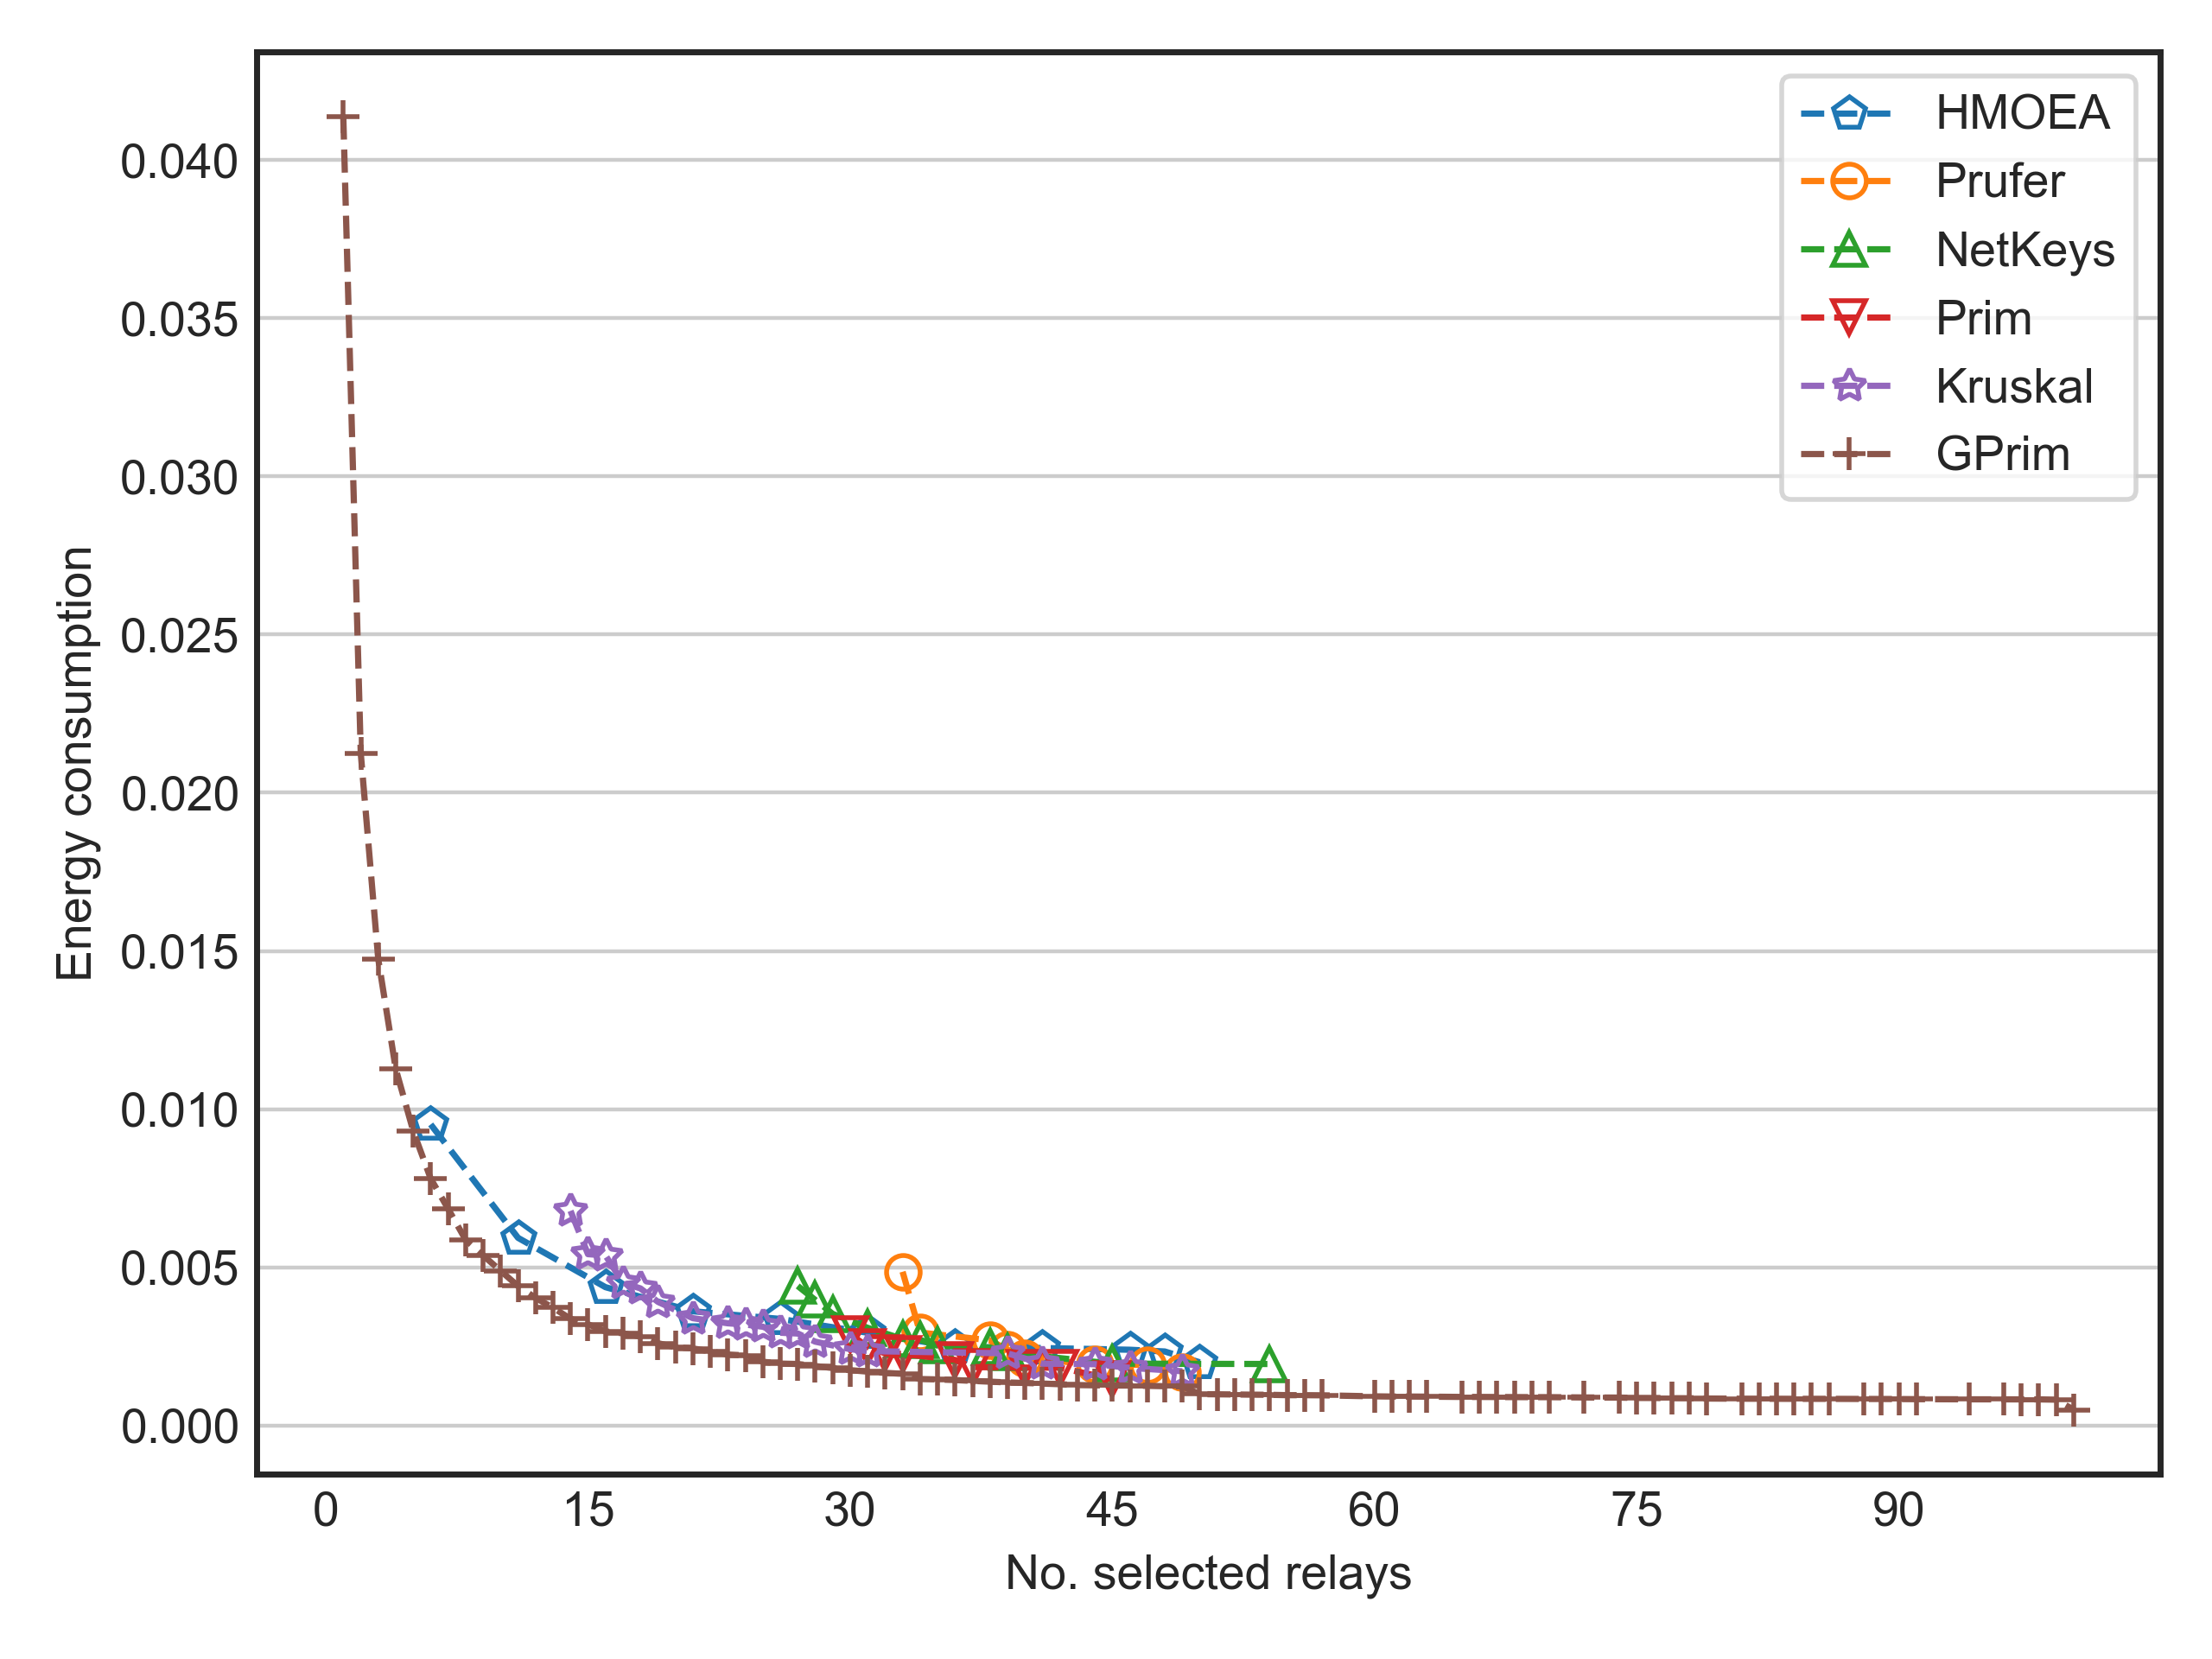 HMOEA
Prufer
NetKeys
Prim
Kruskal
GPrim
Energy consumption
0.040
0.035
0.030
0.025
0.020
0.015
0.010
0.005
0.000
0 15 30 45 60 75 90
No. selected relays